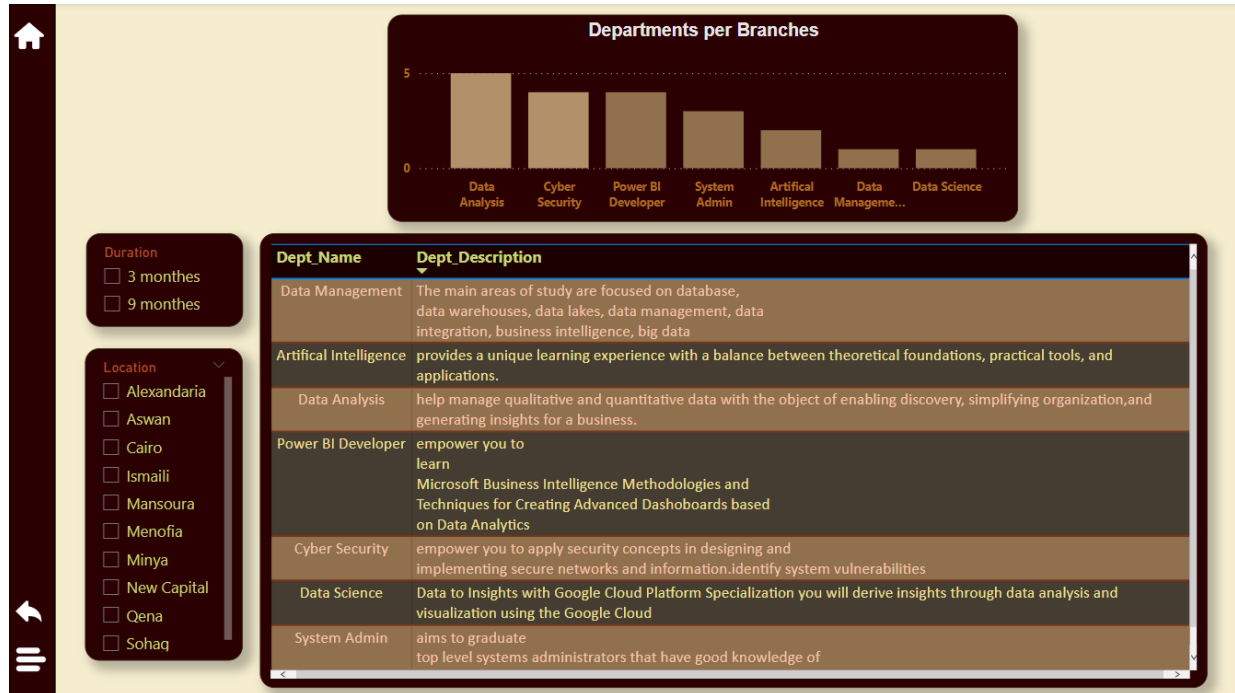 Departments per Branches
5
0
Data Analysis
Cyber Security
Power BI Developer
System Admin
Artifical Intelligence
Data Manageme...
Data Science
Duration
3 monthes
9 monthes
Location
Alexandaria
Aswan
Cairo
Ismaili
Mansoura
Menofia
Minya
New Capital
Qena
Sohag
Dept_Name Dept_Description
Data Management The main areas of study are focused on database,
data warehouses, data lakes, data management, data
integration, business intelligence, big data
Artifical Intelligence provides a unique learning experience with a balance between theoretical foundations, practical tools, and
applications.
Data Analysis help manage qualitative and quantitative data with the object of enabling discovery, simplifying organization,and
generating insights for a business.
Power BI Developer empower you to
learn
Microsoft Business Intelligence Methodologies and
Techniques for Creating Advanced Dashoboards based
on Data Analytics
Cyber Security empower you to apply security concepts in designing and
implementing secure networks and information.identify system vulnerabilities
Data Science Data to Insights with Google Cloud Platform Specialization you will derive insights through data analysis and
visualization using the Google Cloud
System Admin aims to graduate
top level systems administrators that have good knowledge of